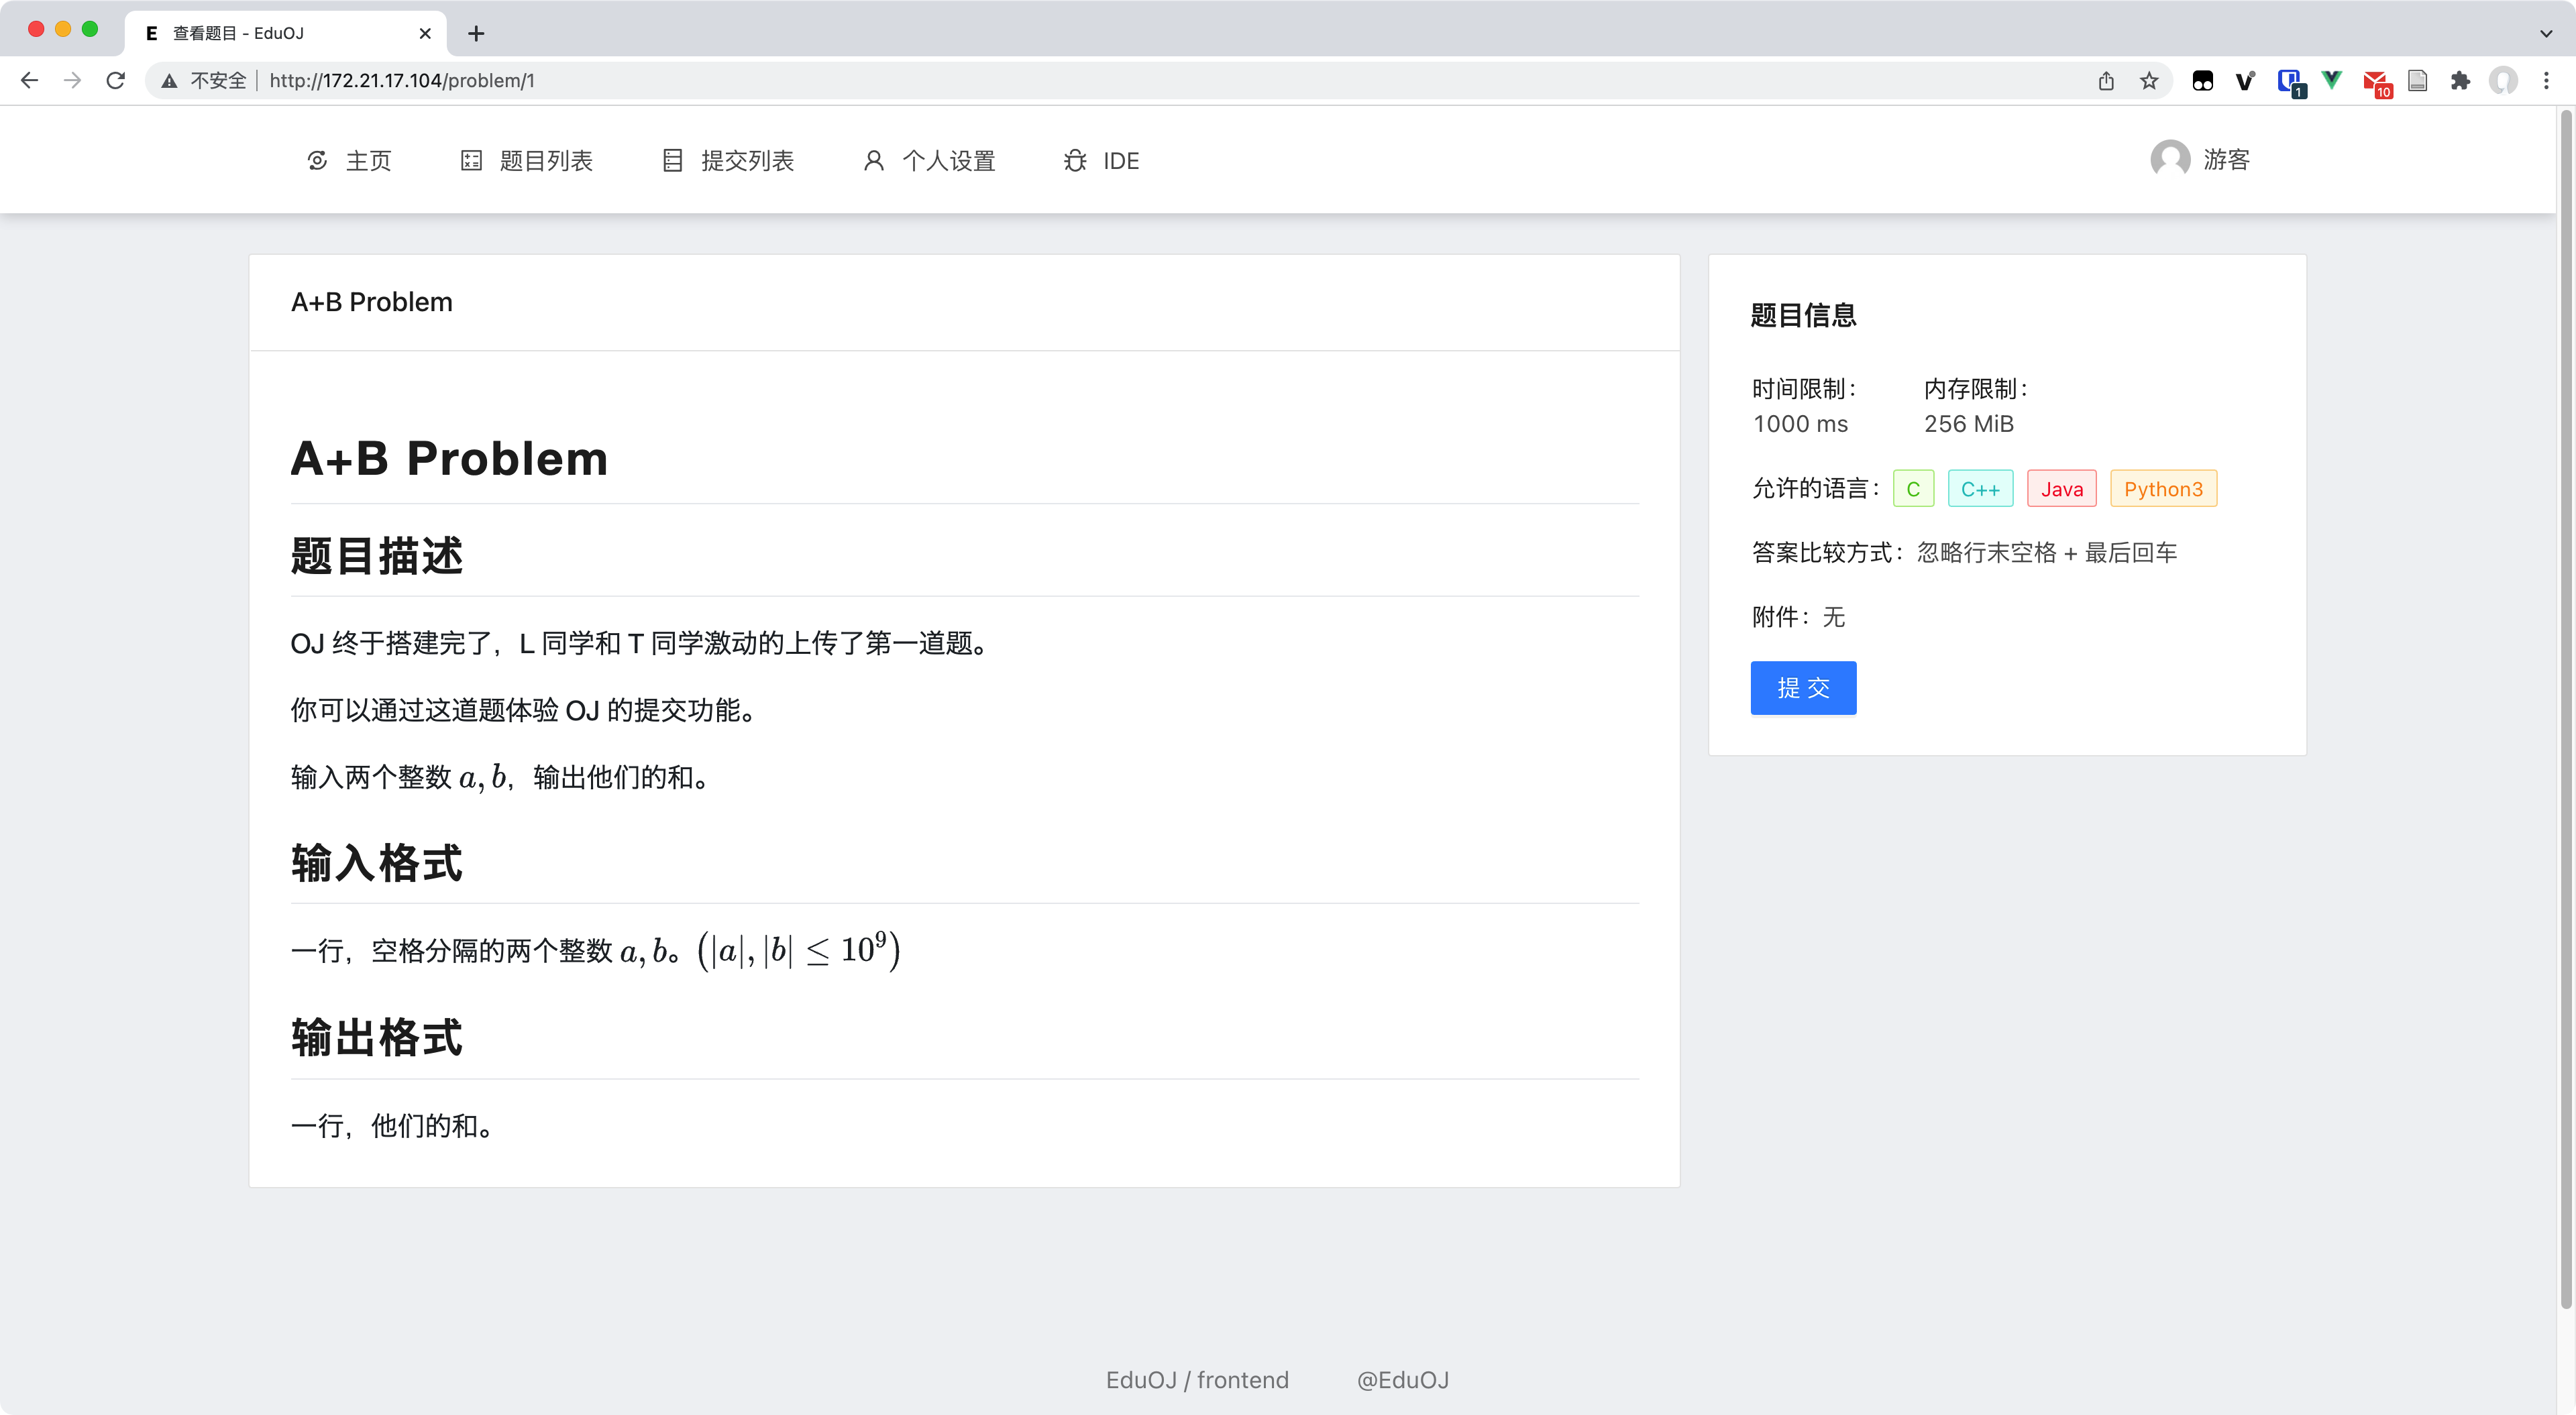 E 查看题目 - EduOJ
不安全 http://172.21.17.104/problem/1
1
10
主页 题目列表 提交列表 个人设置 IDE 游客
A+B Problem
A+B Problem
题目描述
OJ 终于搭建完了，L 同学和 T 同学激动的上传了第一道题。
你可以通过这道题体验 OJ 的提交功能。
输入两个整数 a, b，输出他们的和。
输入格式
一行，空格分隔的两个整数 a, b。(|a|, |b| ≤ 10⁹)
输出格式
一行，他们的和。
题目信息
时间限制： 内存限制：
1000 ms 256 MiB
允许的语言： C C++ Java Python3
答案比较方式：忽略行末空格 + 最后回车
附件：无
提 交
EduOJ / frontend @EduOJ